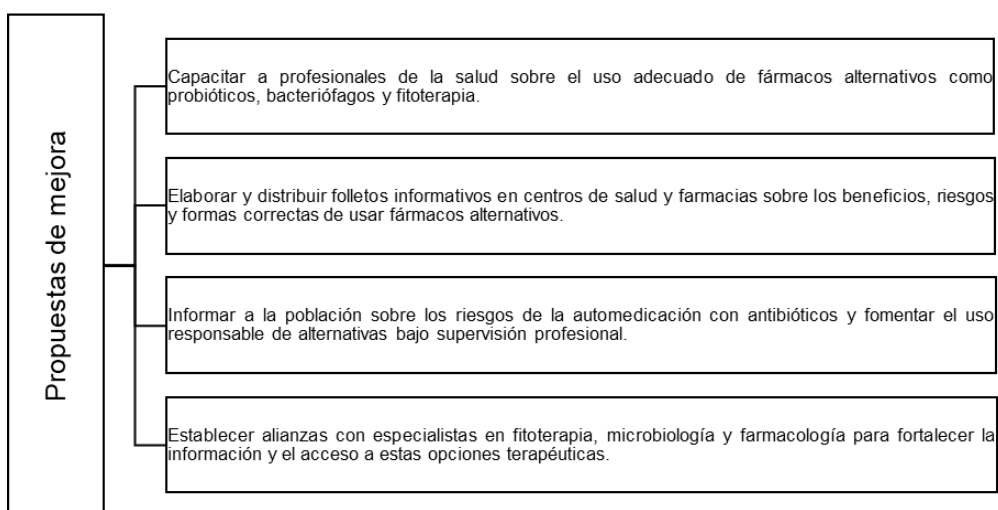 Propuestas de mejora
Capacitar a profesionales de la salud sobre el uso adecuado de fármacos alternativos como
probióticos, bacteriófagos y fitoterapia.
Elaborar y distribuir folletos informativos en centros de salud y farmacias sobre los beneficios, riesgos
y formas correctas de usar fármacos alternativos.
Informar a la población sobre los riesgos de la automedicación con antibióticos y fomentar el uso
responsable de alternativas bajo supervisión profesional.
Establecer alianzas con especialistas en fitoterapia, microbiología y farmacología para fortalecer la
información y el acceso a estas opciones terapéuticas.